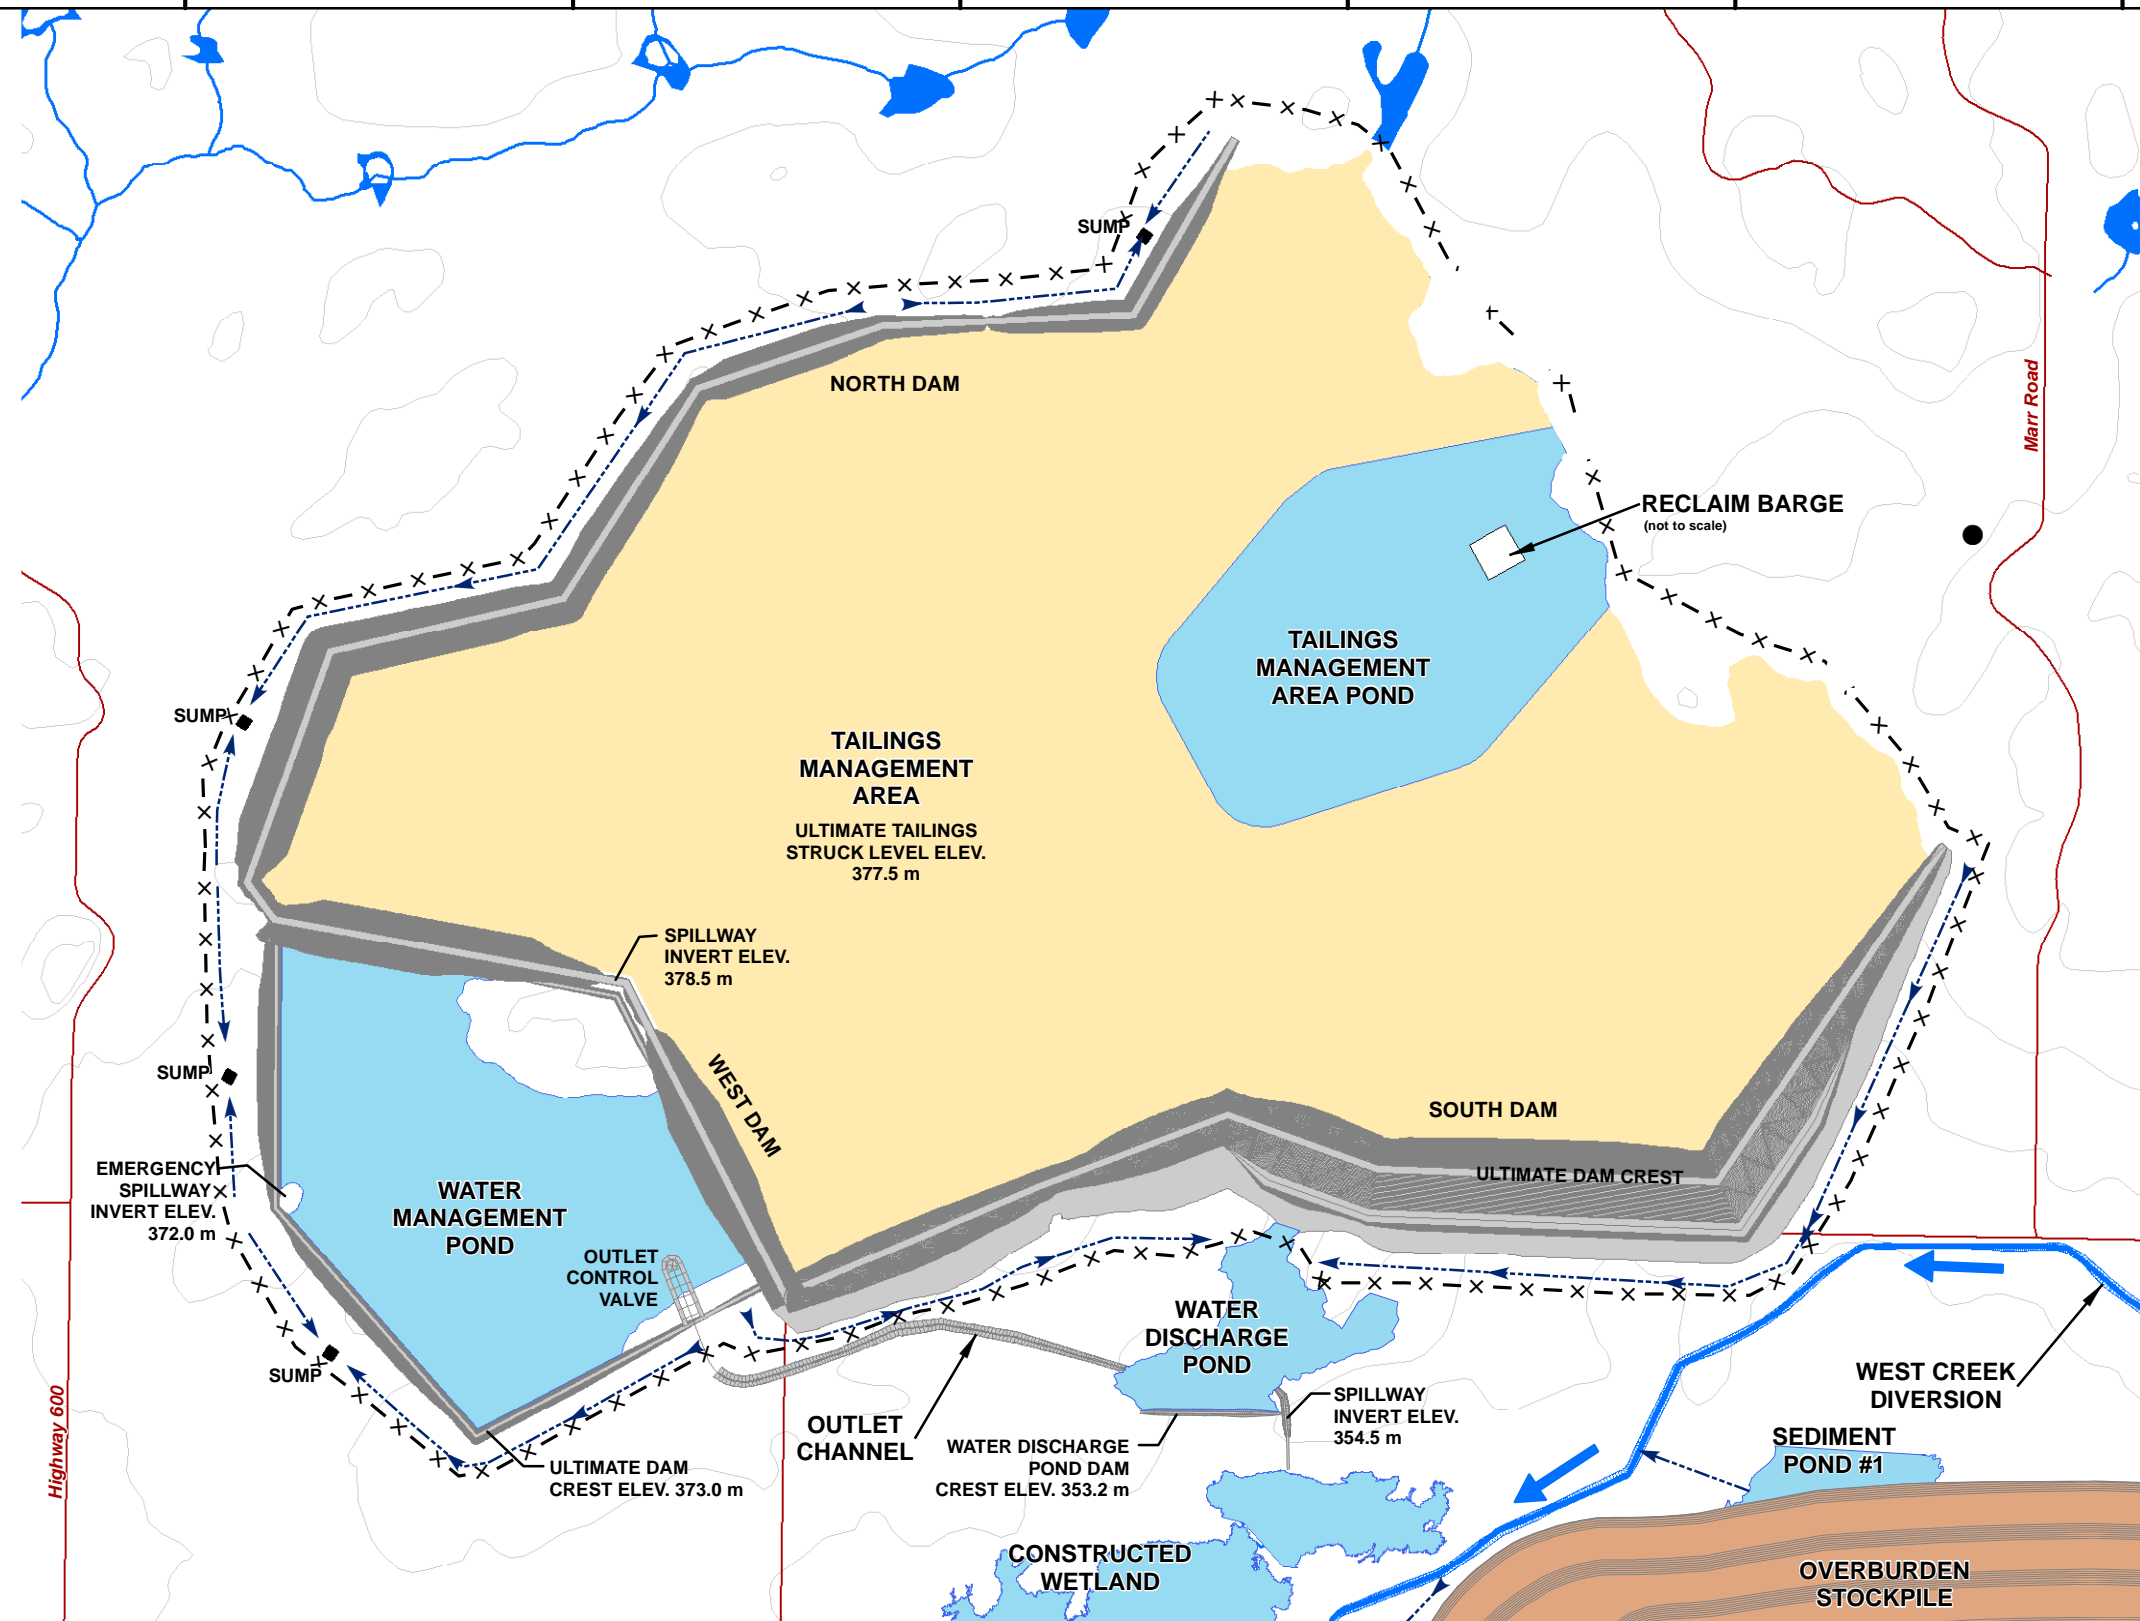 SUMP
NORTH DAM
Marr Road
RECLAIM BARGE
(not to scale)
TAILINGS
MANAGEMENT
AREA POND
SUMP
TAILINGS
MANAGEMENT
AREA
ULTIMATE TAILINGS
STRUCK LEVEL ELEV.
377.5 m
SPILLWAY
INVERT ELEV.
378.5 m
SUMP
WEST DAM
SOUTH DAM
ULTIMATE DAM CREST
EMERGENCY
SPILLWAY
INVERT ELEV.
372.0 m
WATER
MANAGEMENT
POND
OUTLET
CONTROL
VALVE
WATER
DISCHARGE
POND
SUMP
Highway 600
OUTLET
CHANNEL
SPILLWAY
INVERT ELEV.
354.5 m
WEST CREEK
DIVERSION
WATER DISCHARGE
POND DAM
CREST ELEV. 353.2 m
ULTIMATE DAM
CREST ELEV. 373.0 m
SEDIMENT
POND #1
CONSTRUCTED
WETLAND
OVERBURDEN
STOCKPILE